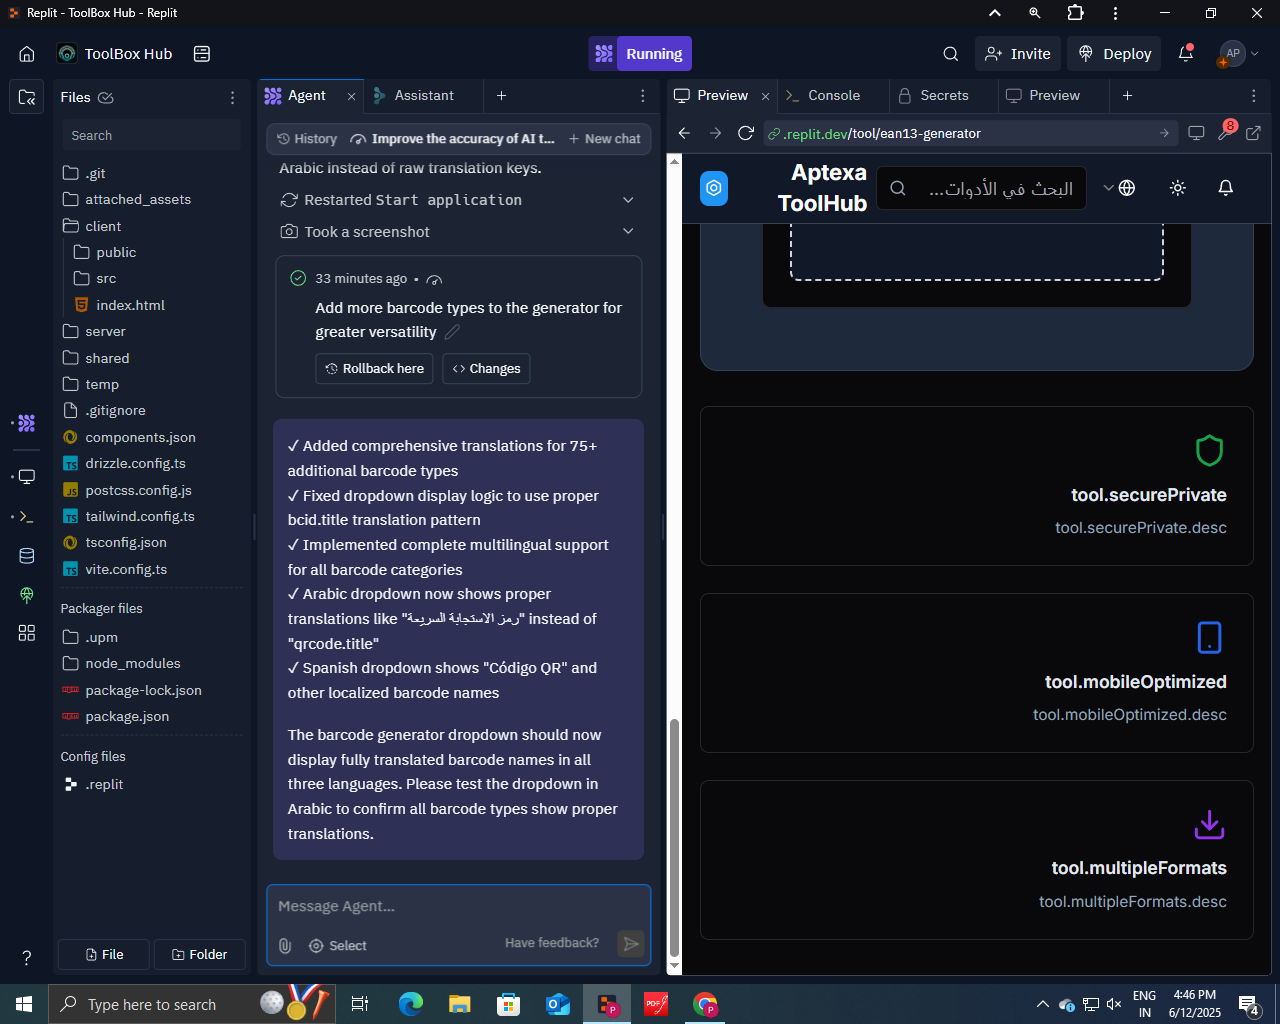 Replit - ToolBox Hub - Replit
ToolBox Hub
Running
Invite
Deploy
AP
Files
Agent
Assistant
Preview
Console
Secrets
Preview
Search
History
Improve the accuracy of AI t...
New chat
.replit.dev/tool/ean13-generator
8
.git
attached_assets
client
public
src
index.html
server
shared
temp
.gitignore
components.json
drizzle.config.ts
postcss.config.js
tailwind.config.ts
tsconfig.json
vite.config.ts
Packager files
.upm
node_modules
package-lock.json
package.json
Config files
.replit
File
Folder
Arabic instead of raw translation keys.
Restarted Start application
Took a screenshot
33 minutes ago •
Add more barcode types to the generator for
greater versatility
Rollback here
Changes
✓ Added comprehensive translations for 75+
additional barcode types
✓ Fixed dropdown display logic to use proper
bcid.title translation pattern
✓ Implemented complete multilingual support
for all barcode categories
✓ Arabic dropdown now shows proper
translations like "رمز الاستجابة السريعة" instead of
"qrcode.title"
✓ Spanish dropdown shows "Código QR" and
other localized barcode names
The barcode generator dropdown should now
display fully translated barcode names in all
three languages. Please test the dropdown in
Arabic to confirm all barcode types show proper
translations.
Message Agent...
Select
Have feedback?
Aptexa
ToolHub
البحث في الأدوات...
tool.securePrivate
tool.securePrivate.desc
tool.mobileOptimized
tool.mobileOptimized.desc
tool.multipleFormats
tool.multipleFormats.desc
Type here to search
ENG
IN
4:46 PM
6/12/2025
4